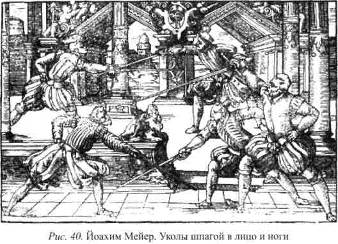 Рис. 40. Йоахим Мейер. Уколы шпагой в лицо и ноги